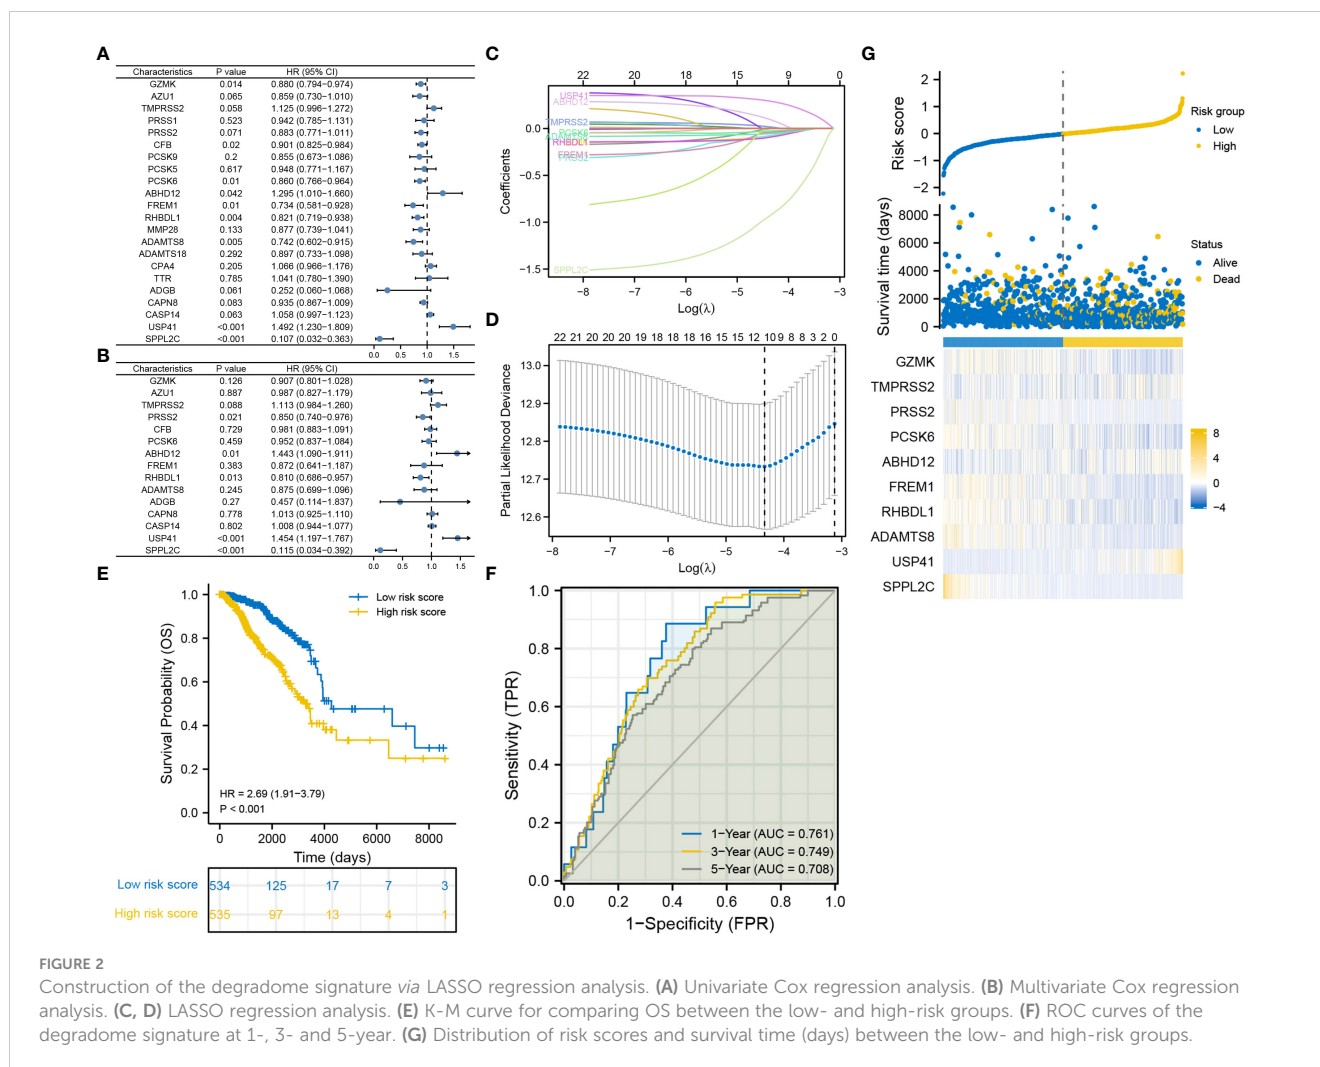 A
Characteristics P value HR (95% CI)
GZMK 0.014 0.880 (0.794−0.974)
AZU1 0.065 0.859 (0.730−1.010)
TMPRSS2 0.058 1.125 (0.996−1.272)
PRSS1 0.523 0.942 (0.785−1.131)
PRSS2 0.071 0.883 (0.771−1.011)
CFB 0.02 0.901 (0.825−0.984)
PCSK9 0.2 0.855 (0.673−1.086)
PCSK5 0.617 0.948 (0.771−1.167)
PCSK6 0.01 0.860 (0.766−0.964)
ABHD12 0.042 1.295 (1.010−1.660)
FREM1 0.01 0.734 (0.581−0.928)
RHBDL1 0.004 0.821 (0.719−0.938)
MMP28 0.133 0.877 (0.739−1.041)
ADAMTS8 0.005 0.742 (0.602−0.915)
ADAMTS18 0.292 0.897 (0.733−1.098)
CPA4 0.205 1.066 (0.966−1.176)
TTR 0.785 1.041 (0.780−1.390)
ADGB 0.061 0.252 (0.060−1.068)
CAPN8 0.083 0.935 (0.867−1.009)
CASP14 0.063 1.058 (0.997−1.123)
USP41 <0.001 1.492 (1.230−1.809)
SPPL2C <0.001 0.107 (0.032−0.363)
0.0 0.5 1.0 1.5
B
Characteristics P value HR (95% CI)
GZMK 0.126 0.907 (0.801−1.028)
AZU1 0.887 0.987 (0.827−1.179)
TMPRSS2 0.088 1.113 (0.984−1.260)
PRSS2 0.021 0.850 (0.740−0.976)
CFB 0.729 0.981 (0.883−1.091)
PCSK6 0.459 0.952 (0.837−1.084)
ABHD12 0.01 1.443 (1.090−1.911)
FREM1 0.383 0.872 (0.641−1.187)
RHBDL1 0.013 0.810 (0.686−0.957)
ADAMTS8 0.245 0.875 (0.699−1.096)
ADGB 0.27 0.457 (0.114−1.837)
CAPN8 0.778 1.013 (0.925−1.110)
CASP14 0.802 1.008 (0.944−1.077)
USP41 <0.001 1.454 (1.197−1.767)
SPPL2C <0.001 0.115 (0.034−0.392)
0.0 0.5 1.0 1.5
C
22 20 18 15 9 0
0.0
−0.5
−1.0
−1.5
Coefficients
USP41
ABHD12
TMPRSS2
PCSK6
RHBDL1
FREM1
PRSS2
SPPL2C
−8 −7 −6 −5 −4 −3
Log(λ)
D
22 21 20 20 20 19 18 18 18 16 15 15 12 10 9 8 3 2 0
13.0
12.9
12.8
12.7
12.6
Partial Likelihood Deviance
−8 −7 −6 −5 −4 −3
Log(λ)
E
1.0
0.8
0.6
0.4
0.2
0.0
Survival Probability (OS)
Low risk score
High risk score
HR = 2.69 (1.91−3.79)
P < 0.001
0 2000 4000 6000 8000
Time (days)
Low risk score 534 125 17 7 3
High risk score 535 97 13 4 1
F
1.0
0.8
0.6
0.4
0.2
0.0
Sensitivity (TPR)
1-Year (AUC = 0.761)
3-Year (AUC = 0.749)
5-Year (AUC = 0.708)
0.0 0.2 0.4 0.6 0.8 1.0
1−Specificity (FPR)
G
2
1
0
−1
−2
Risk score
Risk group
Low
High
8000
6000
4000
2000
0
Survival time (days)
Status
Alive
Dead
GZMK
TMPRSS2
PRSS2
PCSK6
ABHD12
FREM1
RHBDL1
ADAMTS8
USP41
SPPL2C
8
4
0
−4
FIGURE 2
Construction of the degradome signature via LASSO regression analysis. (A) Univariate Cox regression analysis. (B) Multivariate Cox regression
analysis. (C, D) LASSO regression analysis. (E) K-M curve for comparing OS between the low- and high-risk groups. (F) ROC curves of the
degradome signature at 1-, 3- and 5-year. (G) Distribution of risk scores and survival time (days) between the low- and high-risk groups.